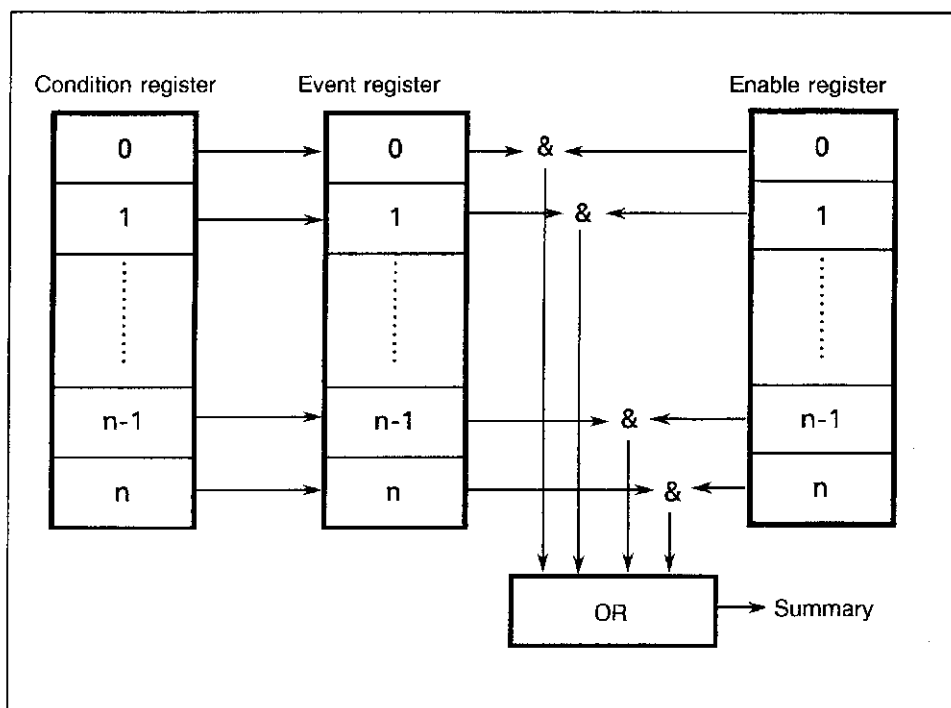 Condition register Event register Enable register
0 0 & 0
1 1 & 1
n-1 n-1 & n-1
n n & n
OR Summary